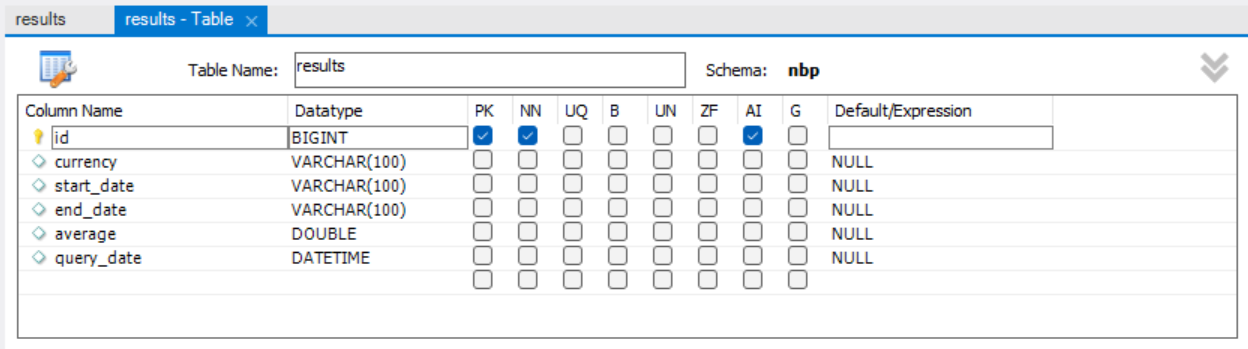 results results - Table ×
Table Name: results Schema: nbp
Column Name Datatype PK NN UQ B UN ZF AI G Default/Expression
id BIGINT
currency VARCHAR(100) NULL
start_date VARCHAR(100) NULL
end_date VARCHAR(100) NULL
average DOUBLE NULL
query_date DATETIME NULL